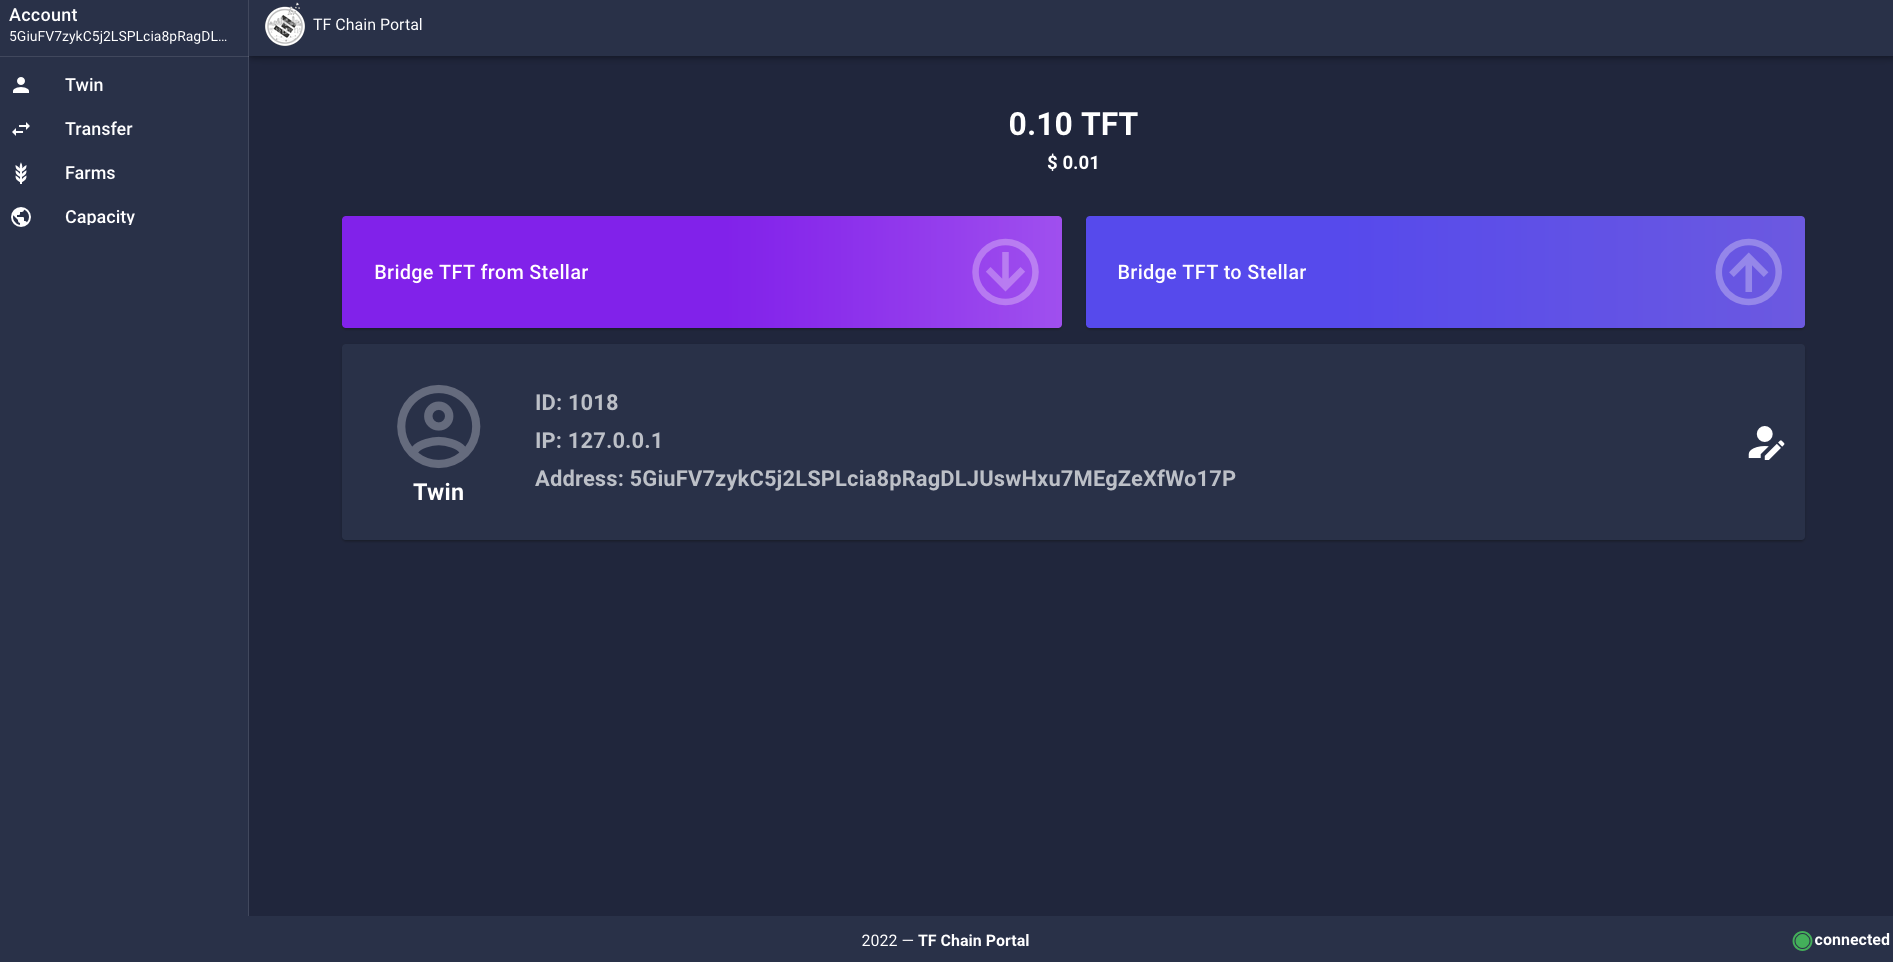 Account
5GiuFV7zykC5j2LSPLcia8pRagDL...
TF Chain Portal
Twin
Transfer
Farms
Capacity
0.10 TFT
$ 0.01
Bridge TFT from Stellar
Bridge TFT to Stellar
ID: 1018
IP: 127.0.0.1
Address: 5GiuFV7zykC5j2LSPLcia8pRagDLJUswHxu7MEgZeXfWo17P
Twin
2022 — TF Chain Portal
connected